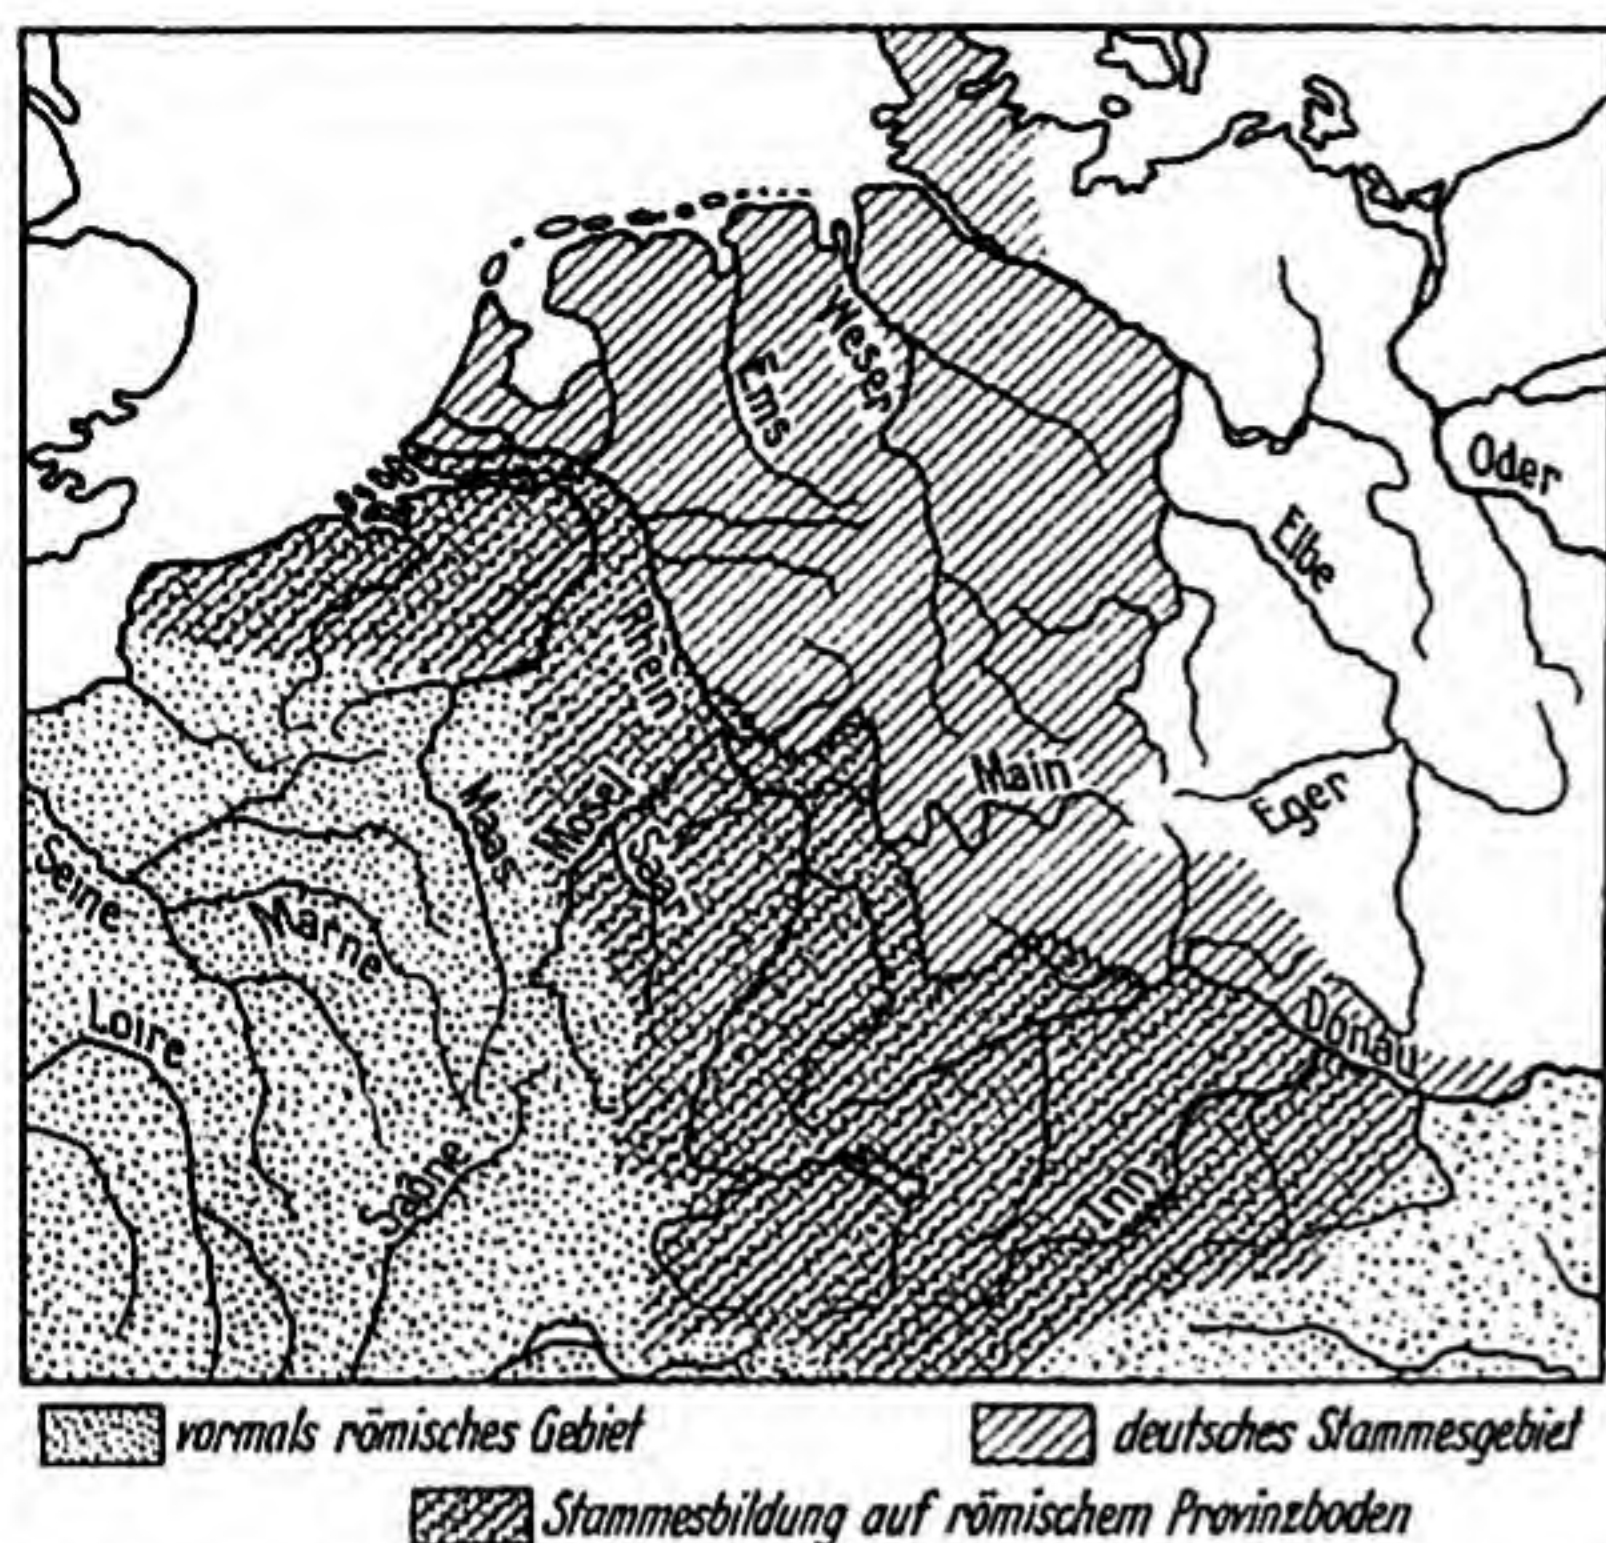 Weser
Ems
Oder
Elbe
Rhein
Main
Maas
Mosel
Saar
Eger
Seine
Marne
Loire
Donau
Saône
Inn
vormals römisches Gebiet
deutsches Stammesgebiet
Stammesbildung auf römischem Provinzboden